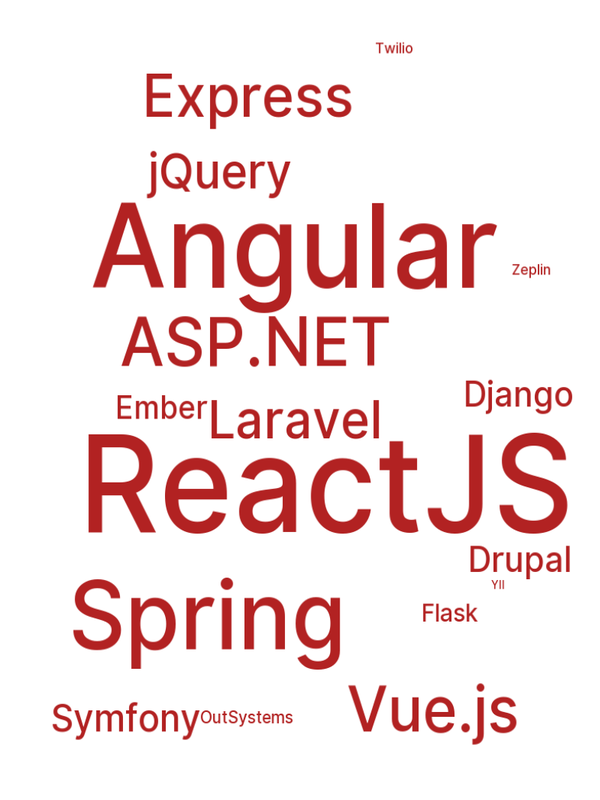 Twilio
Express
jQuery
Angular
Zeplin
ASP.NET
Django
Ember
Laravel
ReactJS
Drupal
YII
Flask
Spring
Vue.js
Symfony
OutSystems